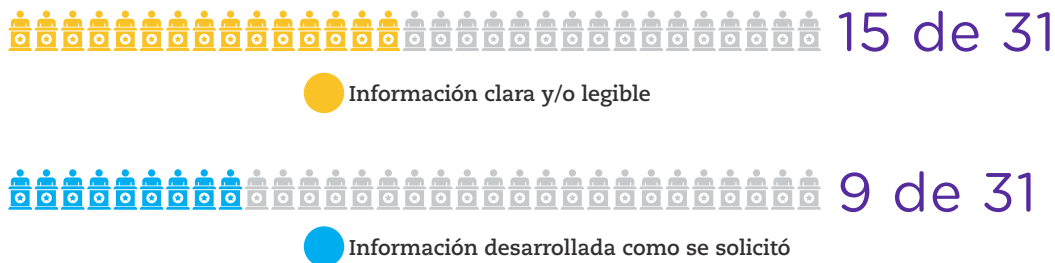 15 de 31
Información clara y/o legible
9 de 31
Información desarrollada como se solicitó